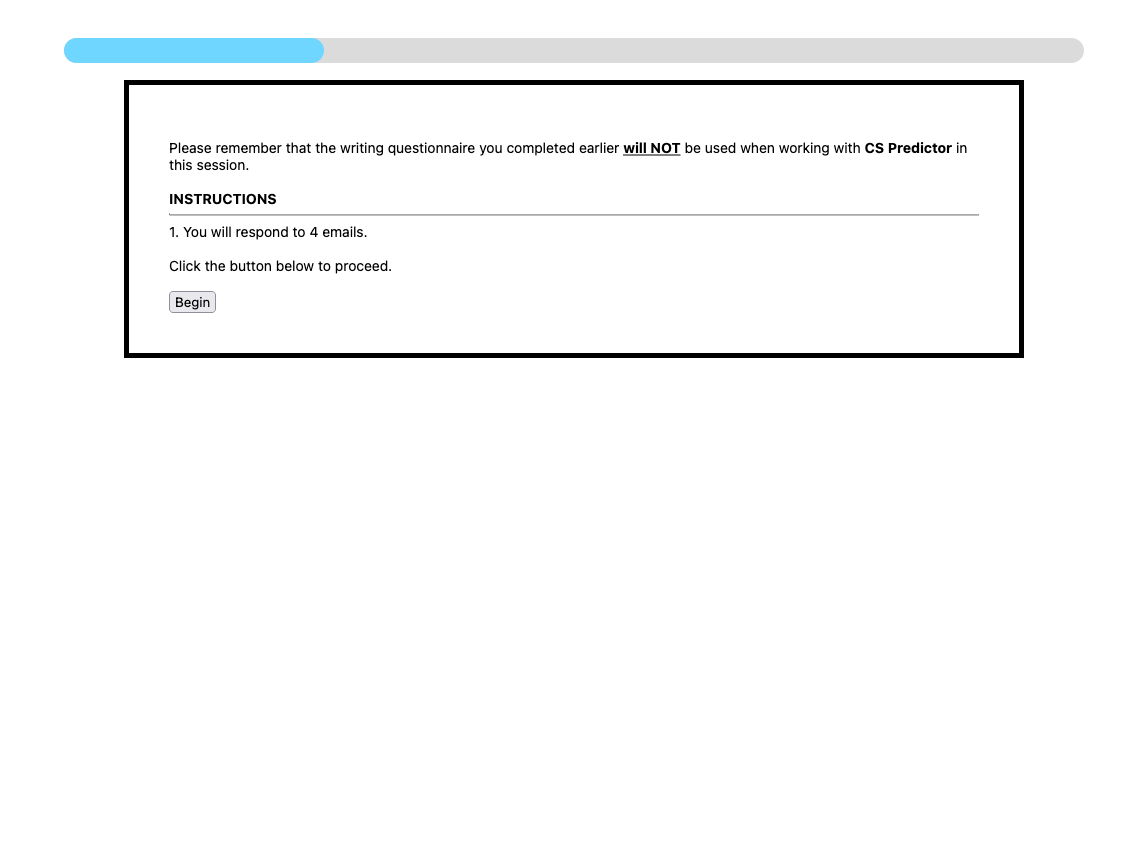 Please remember that the writing questionnaire you completed earlier will NOT be used when working with CS Predictor in
this session.
INSTRUCTIONS
1. You will respond to 4 emails.
Click the button below to proceed.
Begin